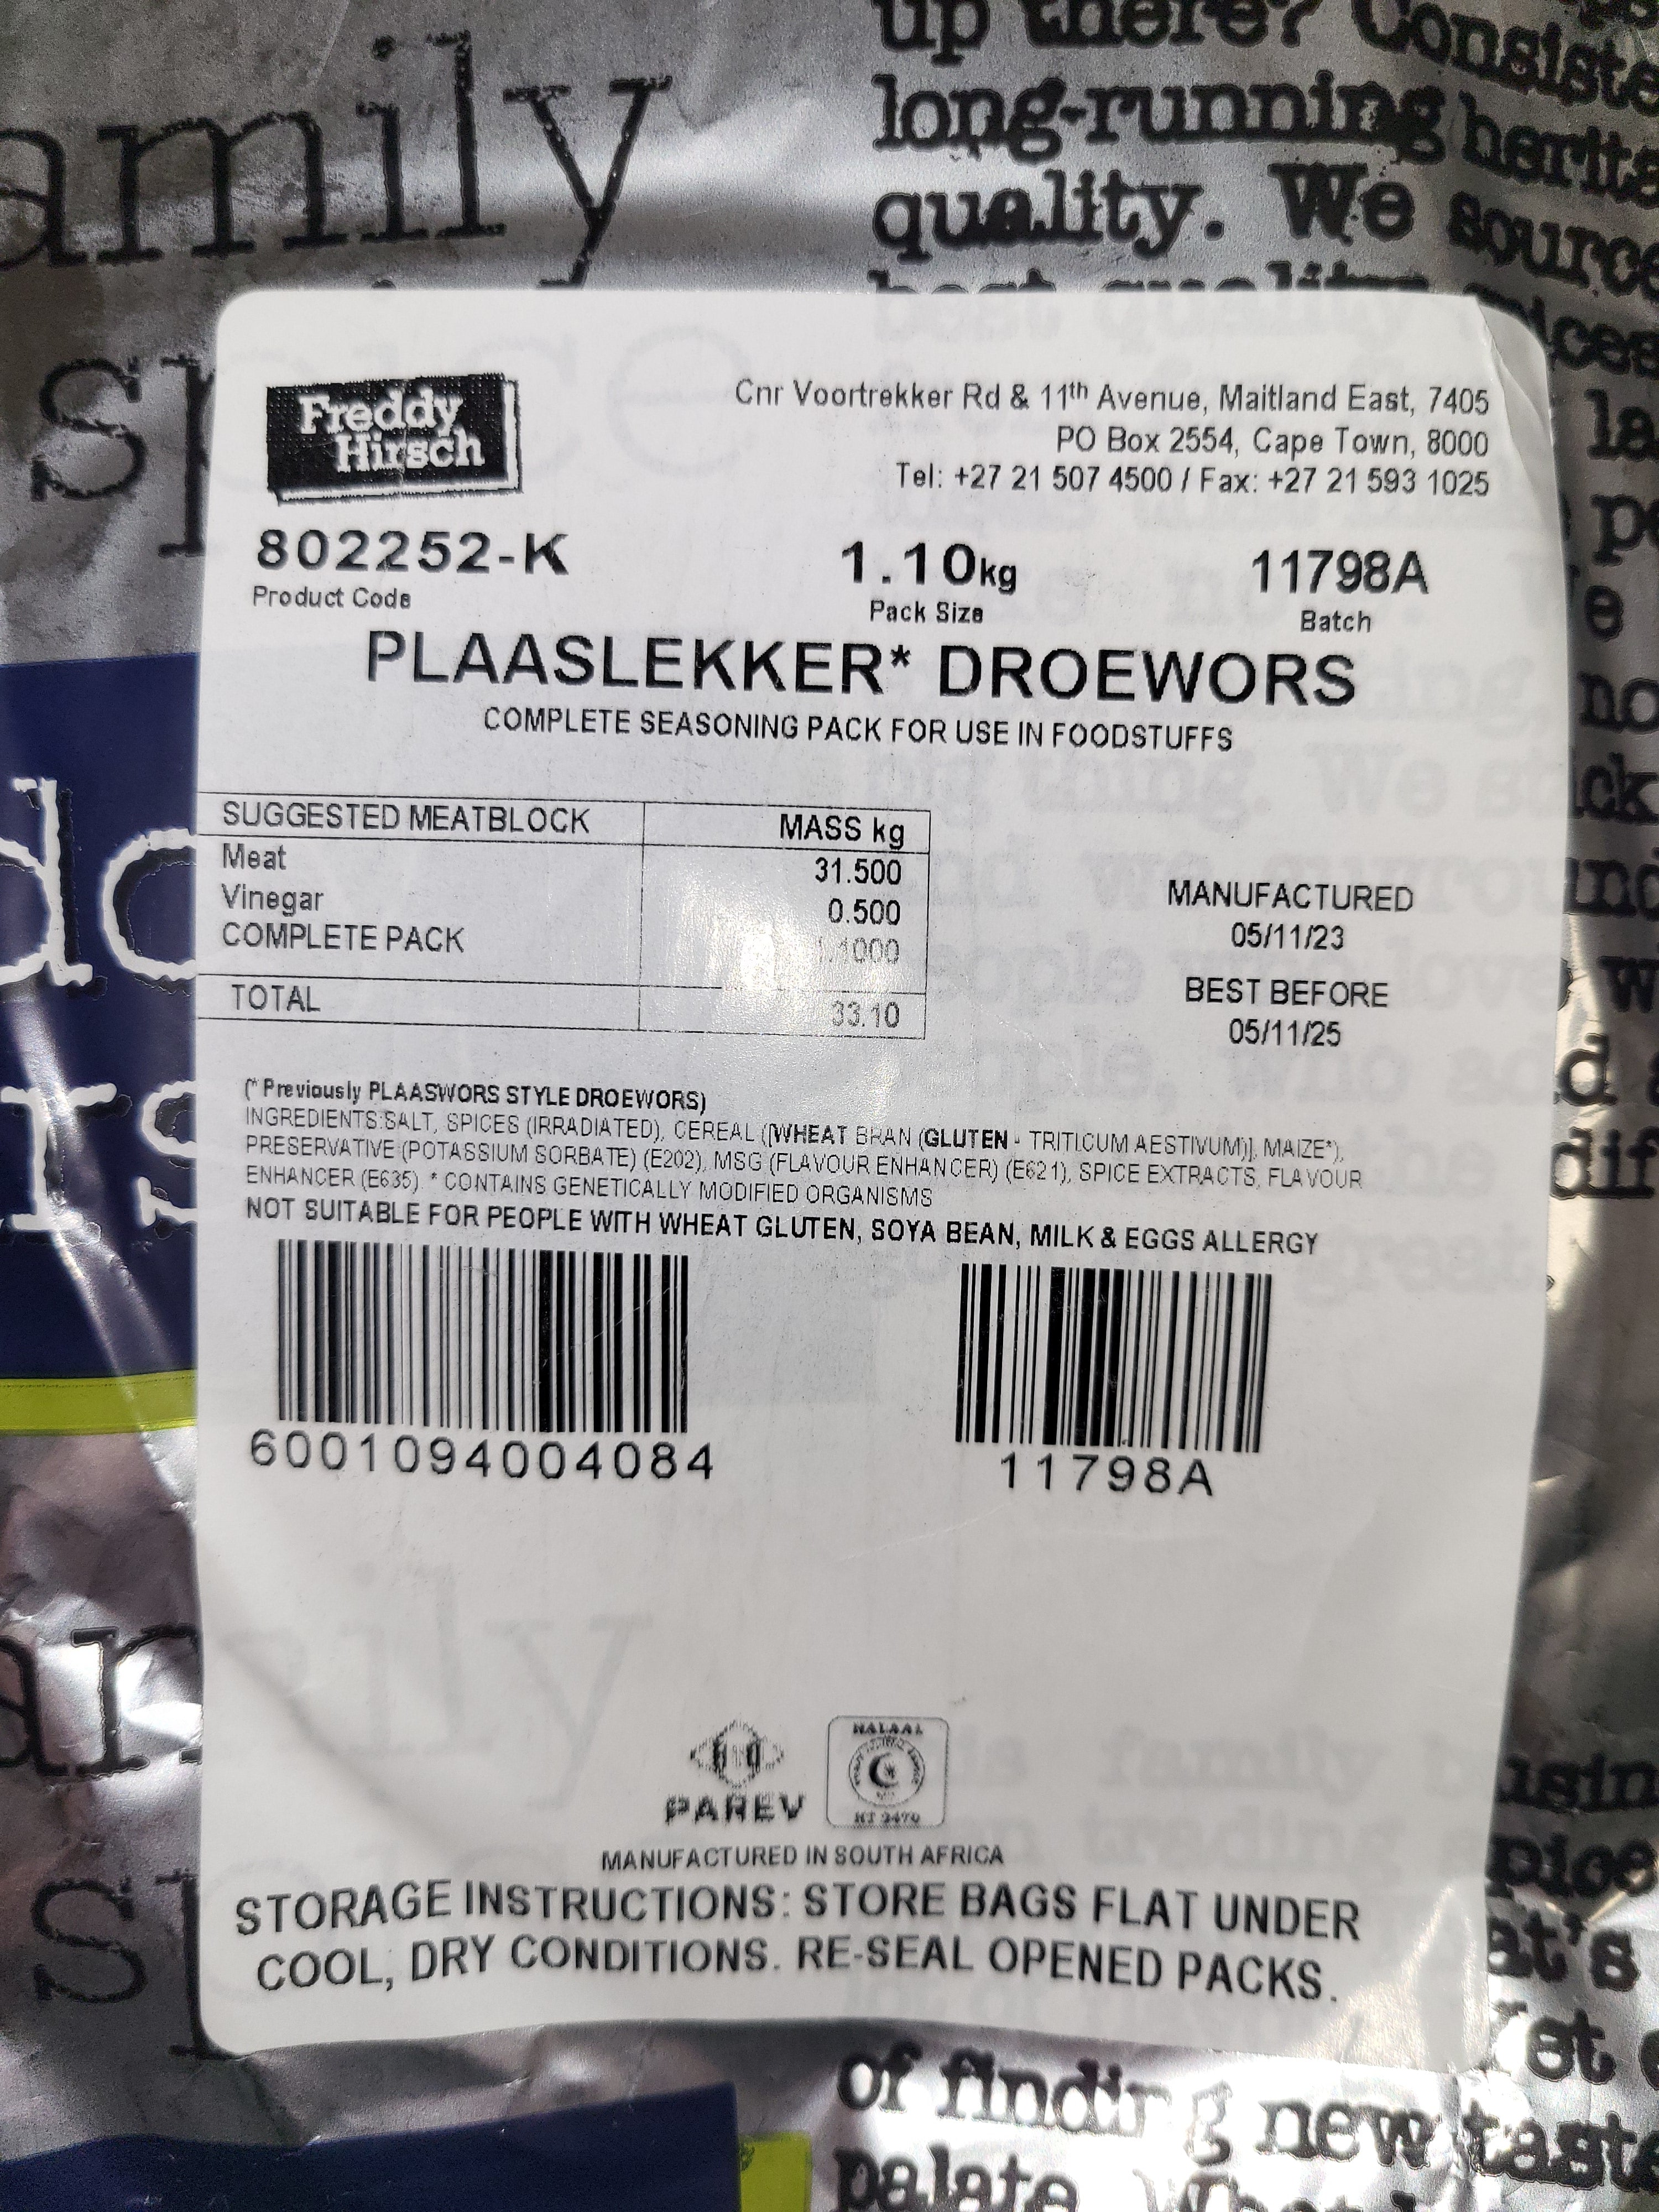 amily
up there? Consiste
long-running herita
quality. We source
best quality
Freddy
Hirsch
Cnr Voortrekker Rd & 11th Avenue, Maitland East, 7405
PO Box 2554, Cape Town, 8000
Tel: +27 21 507 4500 / Fax: +27 21 593 1025
802252-K
Product Code
1.10kg
Pack Size
11798A
Batch
PLAASLEKKER* DROEWORS
COMPLETE SEASONING PACK FOR USE IN FOODSTUFFS
SUGGESTED MEATBLOCK MASS kg
Meat 31.500
Vinegar 0.500
COMPLETE PACK 1.1000
TOTAL 33.10
MANUFACTURED
05/11/23
BEST BEFORE
05/11/25
(* Previously PLAASWORS STYLE DROEWORS)
INGREDIENTS:SALT, SPICES (IRRADIATED), CEREAL ([WHEAT BRAN (GLUTEN - TRITICUM AESTIVUM)], MAIZE*),
PRESERVATIVE (POTASSIUM SORBATE) (E202), MSG (FLAVOUR ENHANCER) (E621), SPICE EXTRACTS, FLAVOUR
ENHANCER (E635). * CONTAINS GENETICALLY MODIFIED ORGANISMS
NOT SUITABLE FOR PEOPLE WITH WHEAT GLUTEN, SOYA BEAN, MILK & EGGS ALLERGY
6001094004084
11798A
PAREV
HALAAL
MANUFACTURED IN SOUTH AFRICA
STORAGE INSTRUCTIONS: STORE BAGS FLAT UNDER
COOL, DRY CONDITIONS. RE-SEAL OPENED PACKS.
of finding new taste
palate.